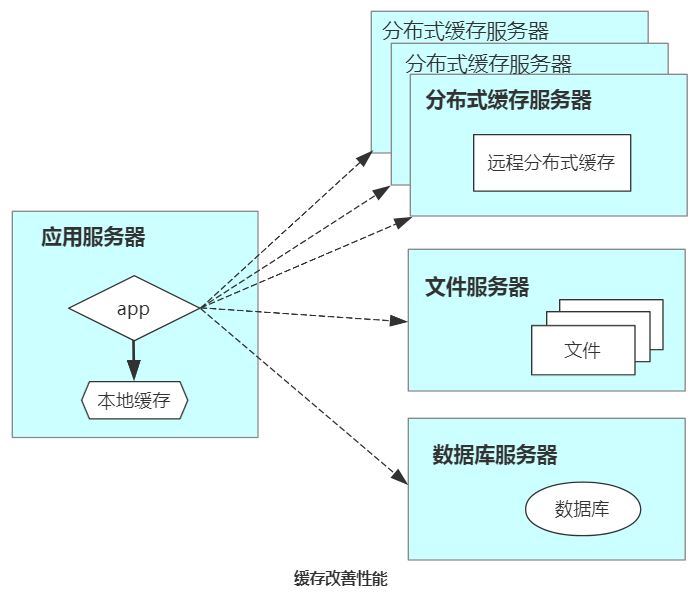 分布式缓存服务器
分布式缓存服务器
分布式缓存服务器
远程分布式缓存
应用服务器
app
本地缓存
文件服务器
文件
数据库服务器
数据库
缓存改善性能